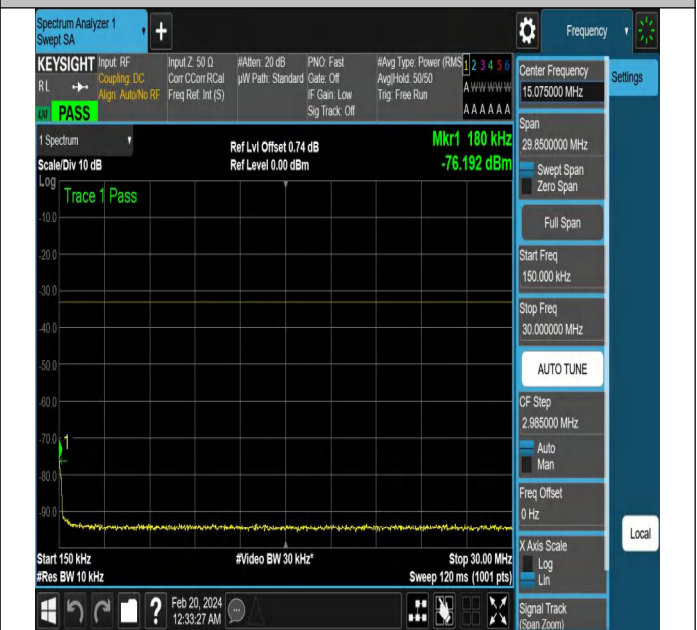 Spectrum Analyzer 1
Swept SA
+
Frequency
KEYSIGHT
RL
Input: RF
Coupling: DC
Align: Auto/No RF
Input Z: 50 Ω
Corr CCorr RCal
Freq Ref: Int (S)
#Atten: 20 dB
µW Path: Standard
PNO: Fast
Gate: Off
IF Gain: Low
Sig Track: Off
#Avg Type: Power (RMS
Avg|Hold: 50/50
Trig: Free Run
1 2 3 4 5 6
A W W W W W
A A A A A A
PASS
1 Spectrum
Scale/Div 10 dB
Ref Lvl Offset 0.74 dB
Ref Level 0.00 dBm
Mkr1 180 kHz
-76.192 dBm
Log
Trace 1 Pass
-10.0
-20.0
-30.0
-40.0
-50.0
-60.0
-70.0
1
-80.0
-90.0
Start 150 kHz
#Res BW 10 kHz
#Video BW 30 kHz*
Stop 30.00 MHz
Sweep 120 ms (1001 pts)
?
Feb 20, 2024
12:33:27 AM
Center Frequency
15.075000 MHz
Settings
Span
29.8500000 MHz
Swept Span
Zero Span
Full Span
Start Freq
150.000 kHz
Stop Freq
30.000000 MHz
AUTO TUNE
CF Step
2.985000 MHz
Auto
Man
Freq Offset
0 Hz
Local
X Axis Scale
Log
Lin
Signal Track
(Span Zoom)